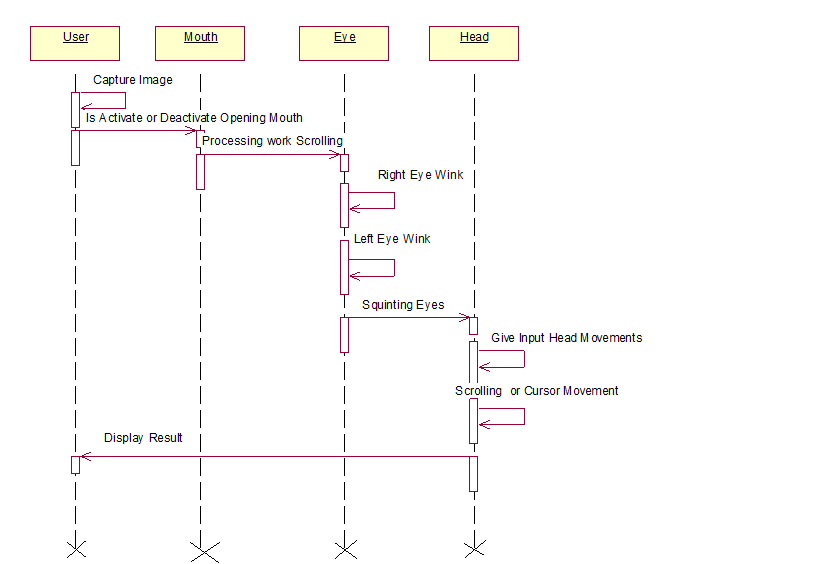 User
Mouth
Eye
Head
Capture Image
Is Activate or Deactivate Opening Mouth
Processing work Scrolling
Right Eye Wink
Left Eye Wink
Squinting Eyes
Give Input Head Movements
Scrolling or Cursor Movement
Display Result